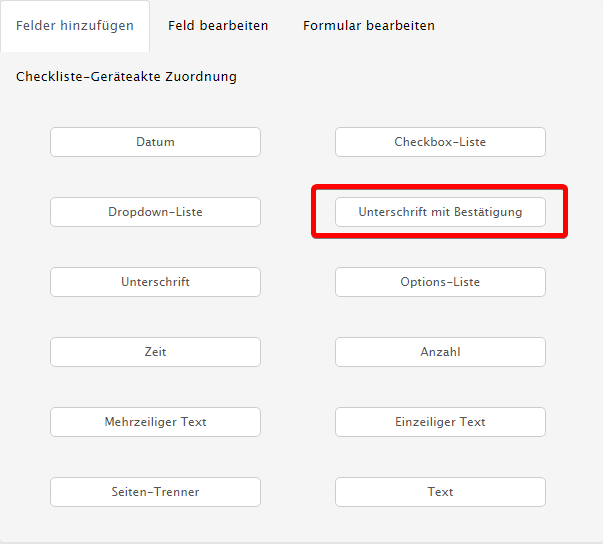 Felder hinzufügen
Feld bearbeiten
Formular bearbeiten
Checkliste-Geräteakte Zuordnung
Datum
Checkbox-Liste
Dropdown-Liste
Unterschrift mit Bestätigung
Unterschrift
Options-Liste
Zeit
Anzahl
Mehrzeiliger Text
Einzeiliger Text
Seiten-Trenner
Text